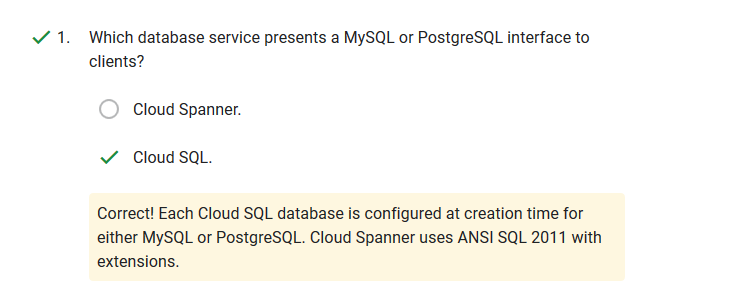 1. Which database service presents a MySQL or PostgreSQL interface to
clients?
Cloud Spanner.
Cloud SQL.
Correct! Each Cloud SQL database is configured at creation time for
either MySQL or PostgreSQL. Cloud Spanner uses ANSI SQL 2011 with
extensions.